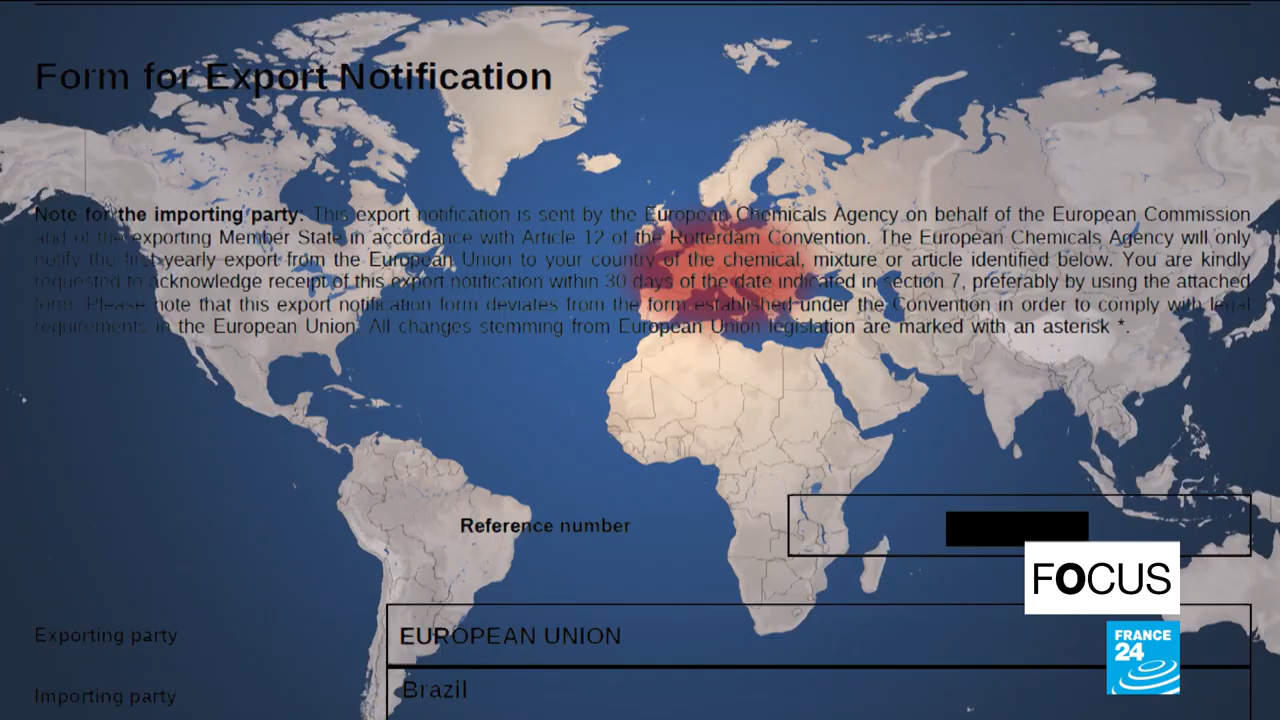 Form for Export Notification
Note for the importing party: This export notification is sent by the European Chemicals Agency on behalf of the European Commission
and of the exporting Member State in accordance with Article 12 of the Rotterdam Convention. The European Chemicals Agency will only
notify the first yearly export from the European Union to your country of the chemical, mixture or article identified below. You are kindly
requested to acknowledge receipt of this export notification within 30 days of the date indicated in section 7, preferably by using the attached
form. Please note that this export notification form deviates from the form established under the Convention in order to comply with legal
requirements in the European Union. All changes stemming from European Union legislation are marked with an asterisk *.
Reference number
FOCUS
Exporting party
EUROPEAN UNION
FRANCE
24
Importing party
Brazil